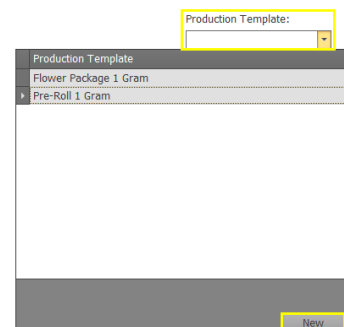 Production Template:
Production Template
Flower Package 1 Gram
Pre-Roll 1 Gram
New